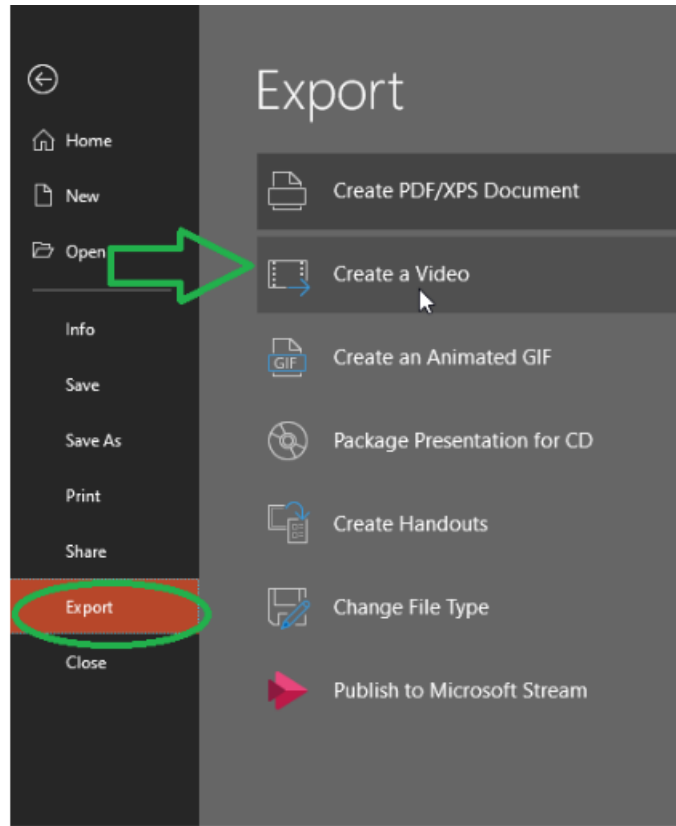 Export
Home
New
Open
Info
Save
Save As
Print
Share
Export
Close
Create PDF/XPS Document
Create a Video
GIF
Create an Animated GIF
Package Presentation for CD
Create Handouts
Change File Type
Publish to Microsoft Stream